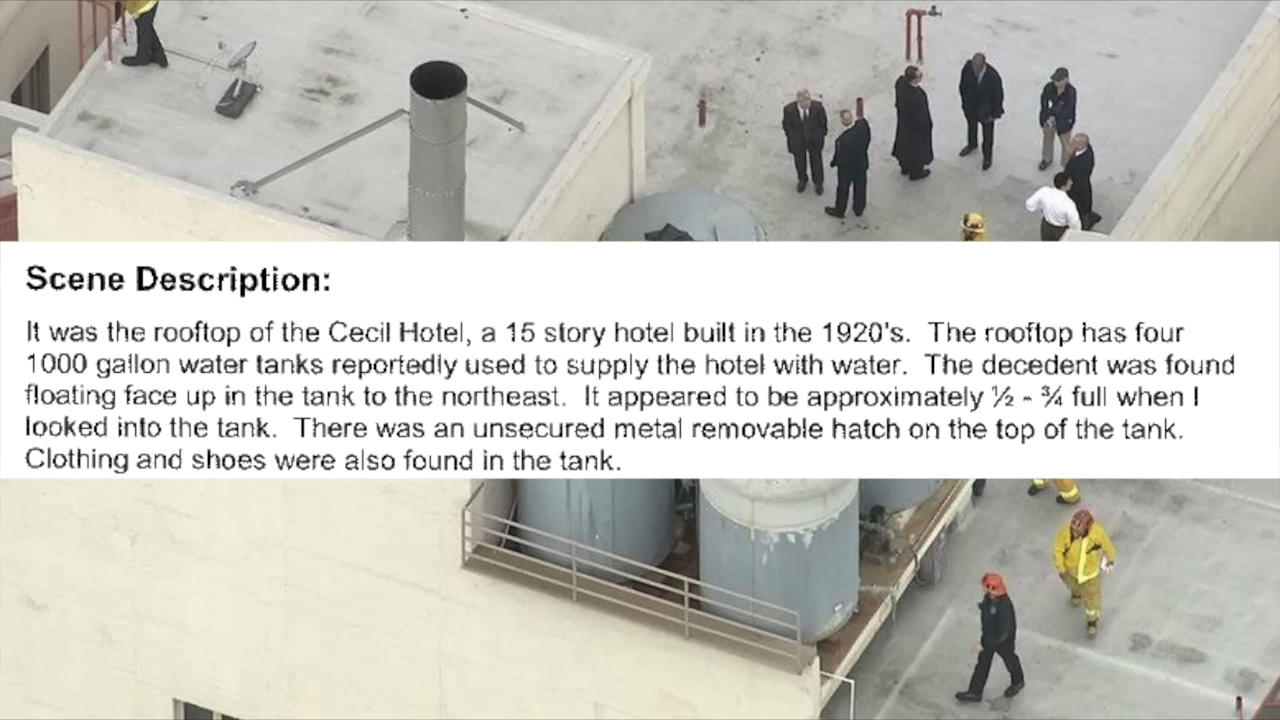 Scene Description:
It was the rooftop of the Cecil Hotel, a 15 story hotel built in the 1920's. The rooftop has four
1000 gallon water tanks reportedly used to supply the hotel with water. The decedent was found
floating face up in the tank to the northeast. It appeared to be approximately ½ - ¾ full when I
looked into the tank. There was an unsecured metal removable hatch on the top of the tank.
Clothing and shoes were also found in the tank.